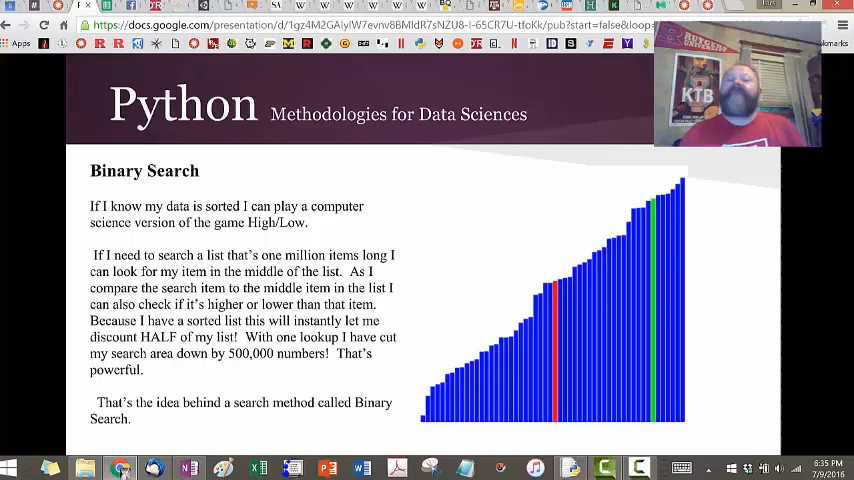 https://docs.google.com/presentation/d/1gz4M2GAlyIW7evnv8BMldR7sNZU8-I-65CR7U-tfoKk/pub?start=false&loop=
Apps
bookmarks
RUTGERS
UNIVERSITY
KTB
Python Methodologies for Data Sciences
Binary Search
If I know my data is sorted I can play a computer
science version of the game High/Low.
If I need to search a list that's one million items long I
can look for my item in the middle of the list. As I
compare the search item to the middle item in the list I
can also check if it's higher or lower than that item.
Because I have a sorted list this will instantly let me
discount HALF of my list! With one lookup I have cut
my search area down by 500,000 numbers! That's
powerful.
That's the idea behind a search method called Binary
Search.
6:35 PM
7/9/2016